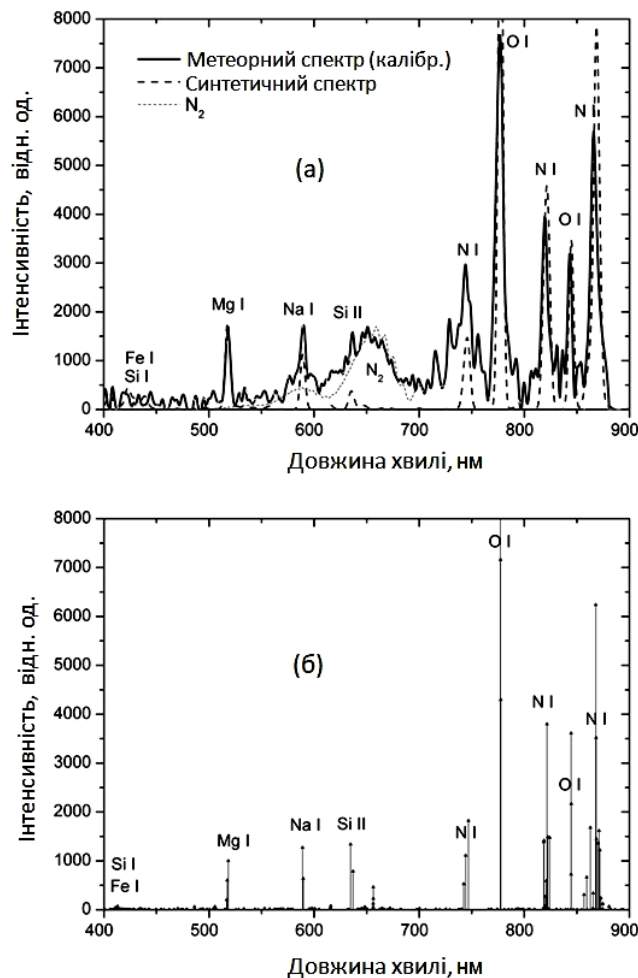 8000
7000
6000
5000
4000
3000
2000
1000
0
Інтенсивність, відн. од.
Метеорний спектр (калібр.)
Синтетичний спектр
N2
(а)
O I
N I
N I
O I
N I
Mg I
Na I
Si II
N2
Fe I
Si I
400 500 600 700 800 900
Довжина хвилі, нм
8000
7000
6000
5000
4000
3000
2000
1000
0
Інтенсивність, відн. од.
(б)
O I
N I
N I
O I
Mg I
Na I
Si II
N I
Si I
Fe I
400 500 600 700 800 900
Довжина хвилі, нм